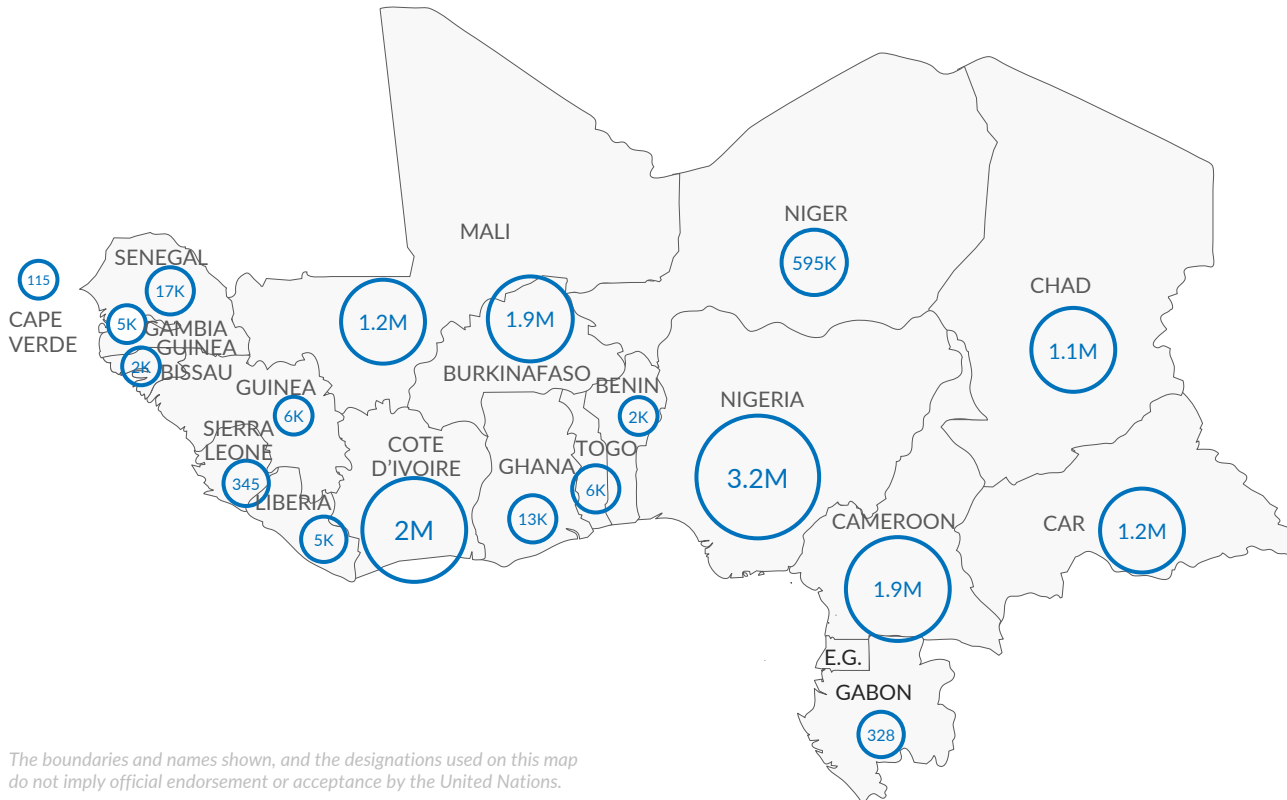 MALI
NIGER
595K
SENEGAL
17K
115
CAPE
VERDE
5K
GAMBIA
GUINEA
BISSAU
2K
1.2M
1.9M
BURKINAFASO
CHAD
1.1M
GUINEA
6K
BENIN
2K
NIGERIA
3.2M
SIERRA
LEONE
345
LIBERIA
5K
COTE
D'IVOIRE
2M
GHANA
13K
TOGO
6K
CAMEROON
1.9M
CAR
1.2M
E.G.
GABON
328
The boundaries and names shown, and the designations used on this map
do not imply official endorsement or acceptance by the United Nations.